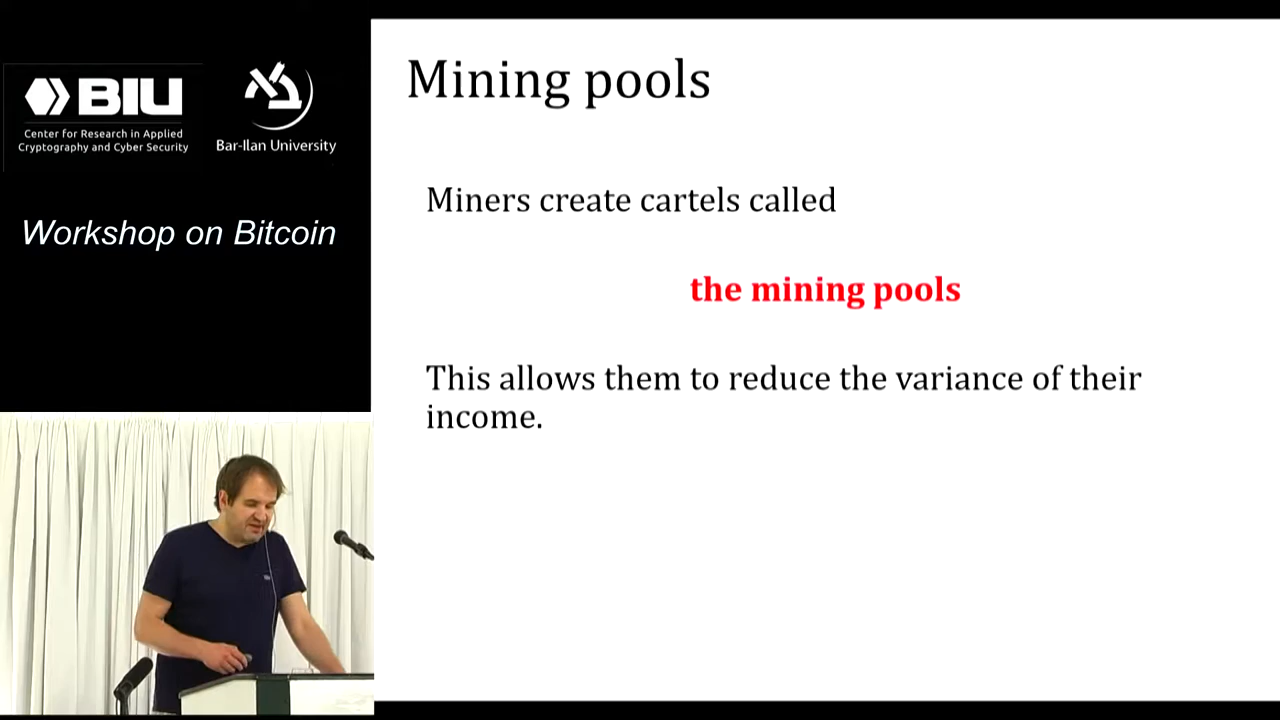 BIU
Center for Research in Applied
Cryptography and Cyber Security
Bar-Ilan University
Workshop on Bitcoin
Mining pools
Miners create cartels called
the mining pools
This allows them to reduce the variance of their
income.